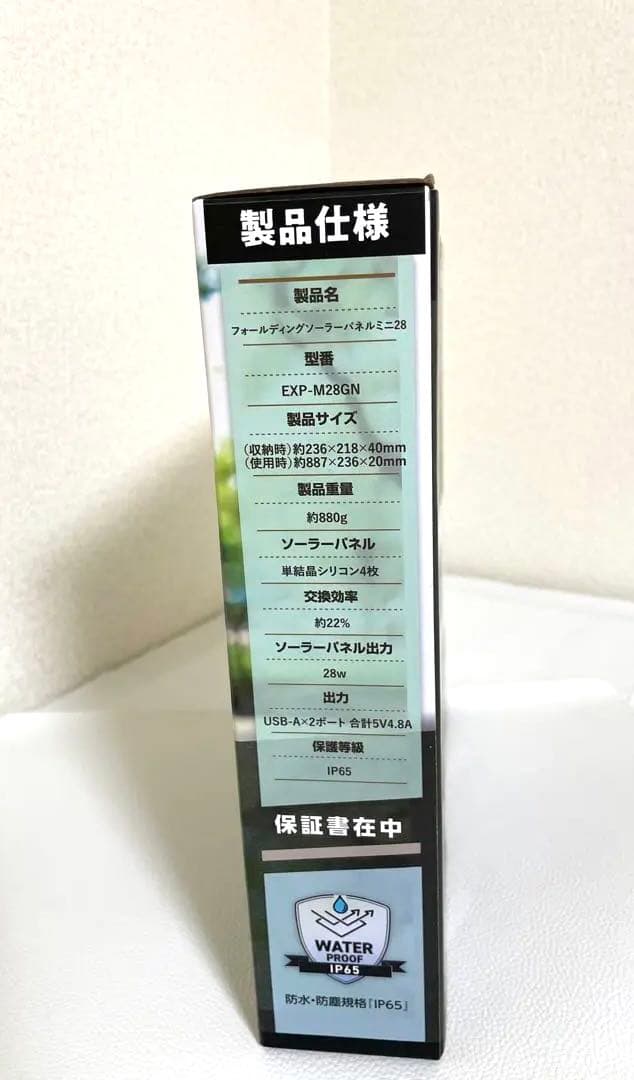 製品仕様
製品名
フォールディングソーラーパネルミニ28
型番
EXP-M28GN
製品サイズ
(収納時)約236×218×40mm
(使用時)約887×236×20mm
製品重量
約880g
ソーラーパネル
単結晶シリコン4枚
交換効率
約22%
ソーラーパネル出力
28w
出力
USB-A×2ポート 合計5V4.8A
保護等級
IP65
保証書在中
WATER
PROOF
IP65
防水・防塵規格『IP65』